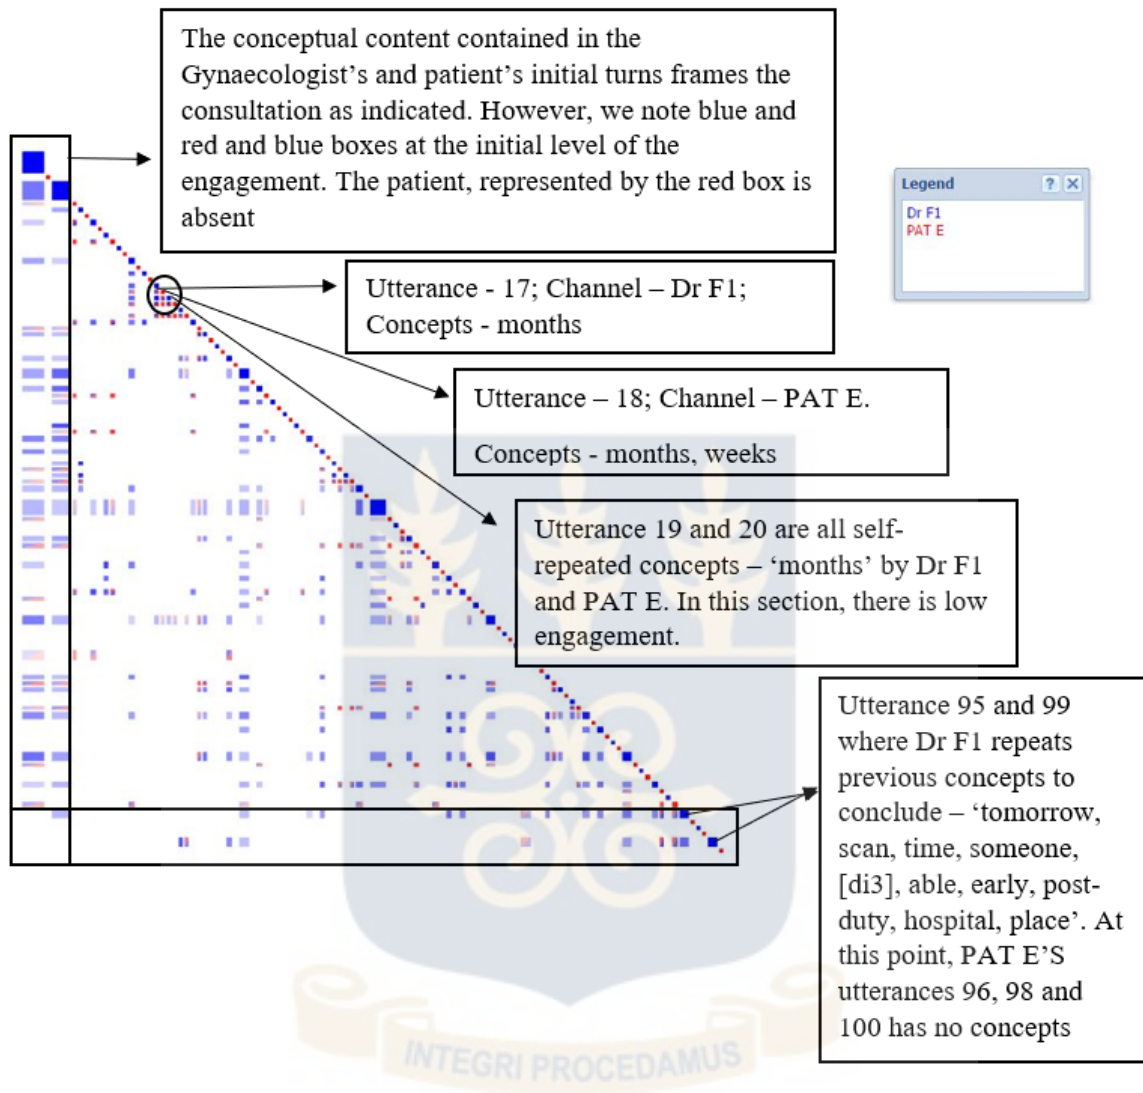 The conceptual content contained in the
Gynaecologist’s and patient’s initial turns frames the
consultation as indicated. However, we note blue and
red and blue boxes at the initial level of the
engagement. The patient, represented by the red box is
absent
Legend
Dr F1
PAT E
Utterance - 17; Channel – Dr F1;
Concepts - months
Utterance – 18; Channel – PAT E.
Concepts - months, weeks
Utterance 19 and 20 are all self-
repeated concepts – ‘months’ by Dr F1
and PAT E. In this section, there is low
engagement.
Utterance 95 and 99
where Dr F1 repeats
previous concepts to
conclude – ‘tomorrow,
scan, time, someone,
[di3], able, early, post-
duty, hospital, place’. At
this point, PAT E’S
utterances 96, 98 and
100 has no concepts
INTEGRI PROCEDAMUS